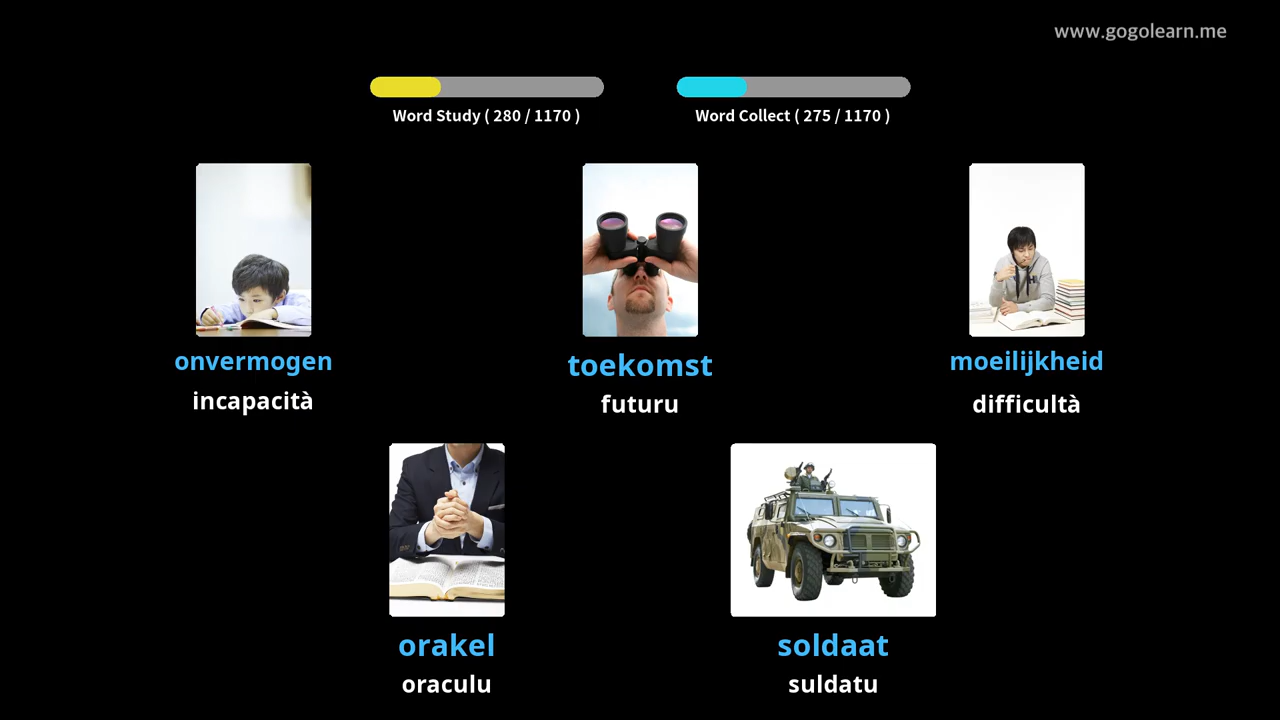 www.gogolearn.me
Word Study ( 280 / 1170 )
Word Collect ( 275 / 1170 )
onvermogen
incapacità
toekomst
futuru
moeilijkheid
difficultà
orakel
oraculu
soldaat
suldatu